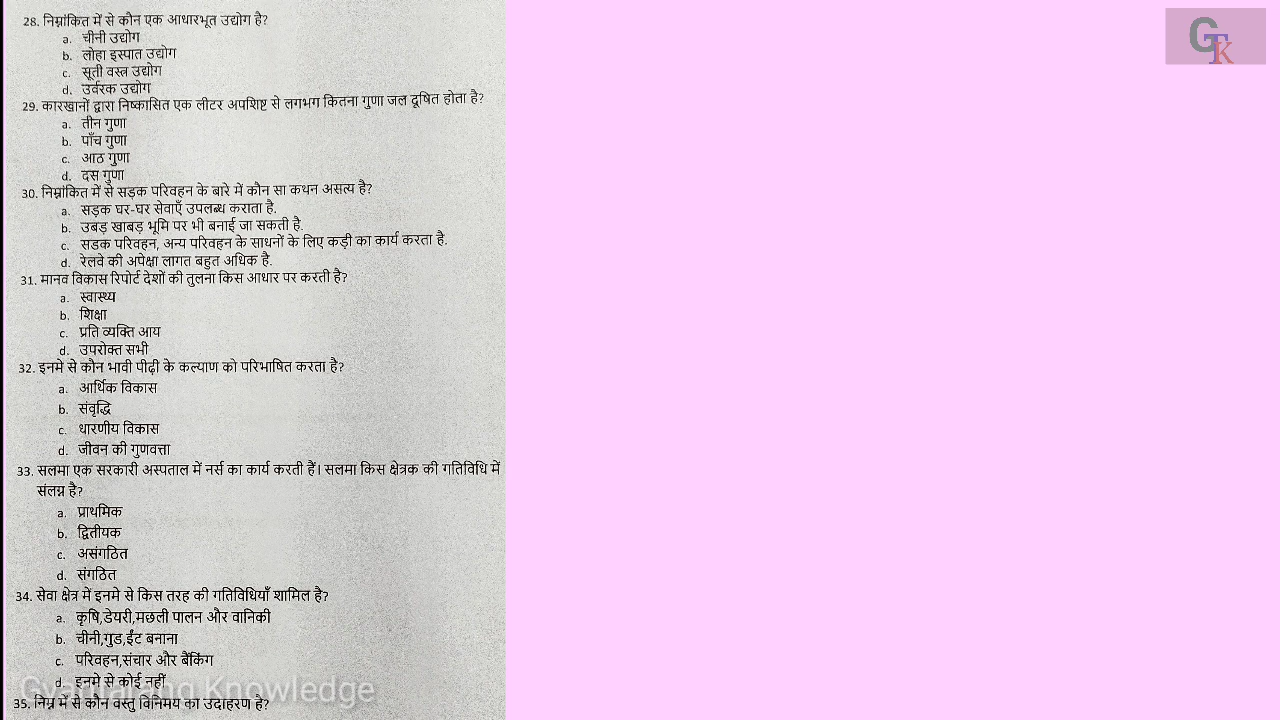 28. निम्नांकित में से कौन एक आधारभूत उद्योग है?
a. चीनी उद्योग
b. लोहा इस्पात उद्योग
c. सूती वस्त्र उद्योग
d. उर्वरक उद्योग
29. कारखानों द्वारा निष्कासित एक लीटर अपशिष्ट से लगभग कितना गुणा जल दूषित होता है?
a. तीन गुणा
b. पाँच गुणा
c. आठ गुणा
d. दस गुणा
30. निम्नांकित में से सड़क परिवहन के बारे में कौन सा कथन असत्य है?
a. सड़क घर-घर सेवाएँ उपलब्ध कराता है.
b. उबड़ खाबड़ भूमि पर भी बनाई जा सकती है.
c. सडक परिवहन, अन्य परिवहन के साधनों के लिए कड़ी का कार्य करता है.
d. रेलवे की अपेक्षा लागत बहुत अधिक है.
31. मानव विकास रिपोर्ट देशों की तुलना किस आधार पर करती है?
a. स्वास्थ्य
b. शिक्षा
c. प्रति व्यक्ति आय
d. उपरोक्त सभी
32. इनमे से कौन भावी पीढ़ी के कल्याण को परिभाषित करता है?
a. आर्थिक विकास
b. संवृद्धि
c. धारणीय विकास
d. जीवन की गुणवत्ता
33. सलमा एक सरकारी अस्पताल में नर्स का कार्य करती हैं। सलमा किस क्षेत्रक की गतिविधि में
संलग्न है?
a. प्राथमिक
b. द्वितीयक
c. असंगठित
d. संगठित
34. सेवा क्षेत्र में इनमे से किस तरह की गतिविधियाँ शामिल है?
a. कृषि,डेयरी,मछली पालन और वानिकी
b. चीनी,गुड,ईंट बनाना
c. परिवहन,संचार और बैंकिंग
d. इनमे से कोई नहीं
35. निम्न में से कौन वस्तु विनिमय का उदाहरण है?
Knowledge
GTK